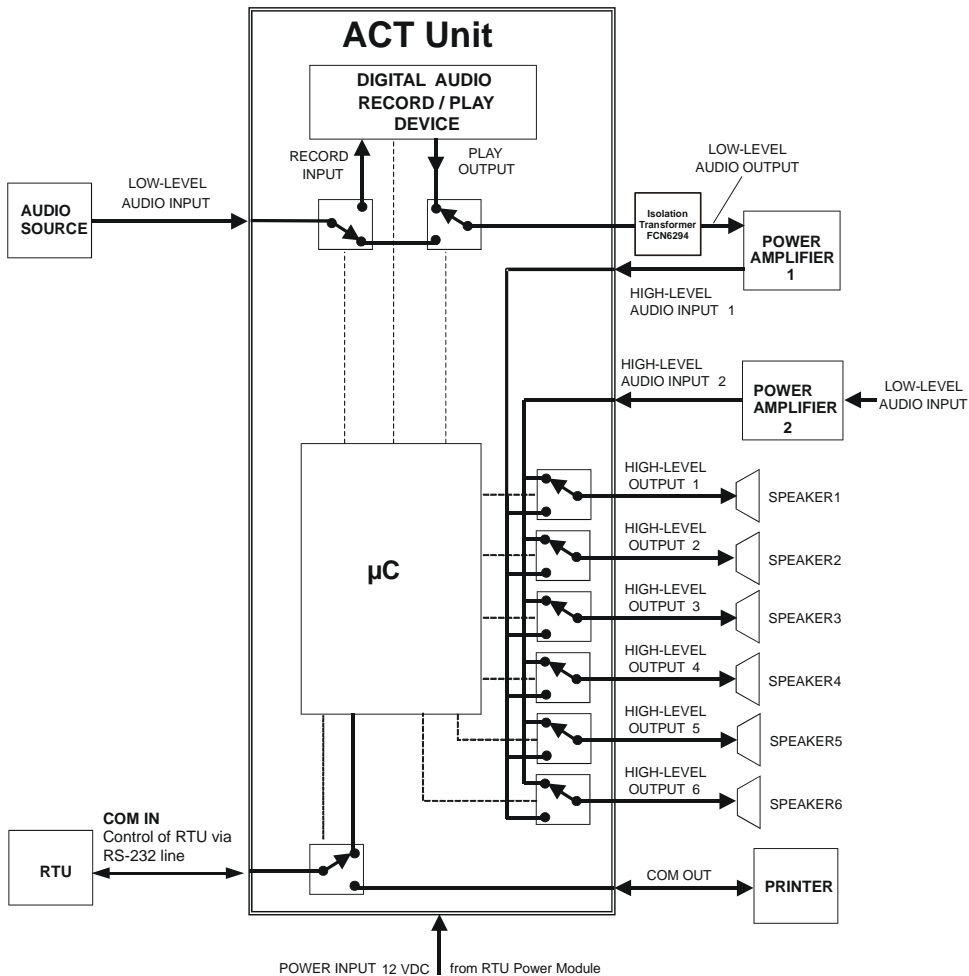 ACT Unit
DIGITAL AUDIO
RECORD / PLAY
DEVICE
RECORD
INPUT
PLAY
OUTPUT
LOW-LEVEL
AUDIO INPUT
AUDIO
SOURCE
LOW-LEVEL
AUDIO OUTPUT
Isolation
Transformer
FCN6294
POWER
AMPLIFIER
1
HIGH-LEVEL
AUDIO INPUT 1
HIGH-LEVEL
AUDIO INPUT 2
POWER
AMPLIFIER
2
LOW-LEVEL
AUDIO INPUT
µC
HIGH-LEVEL
OUTPUT 1
SPEAKER1
HIGH-LEVEL
OUTPUT 2
SPEAKER2
HIGH-LEVEL
OUTPUT 3
SPEAKER3
HIGH-LEVEL
OUTPUT 4
SPEAKER4
HIGH-LEVEL
OUTPUT 5
SPEAKER5
HIGH-LEVEL
OUTPUT 6
SPEAKER6
COM IN
Control of RTU via
RS-232 line
RTU
COM OUT
PRINTER
POWER INPUT 12 VDC
from RTU Power Module